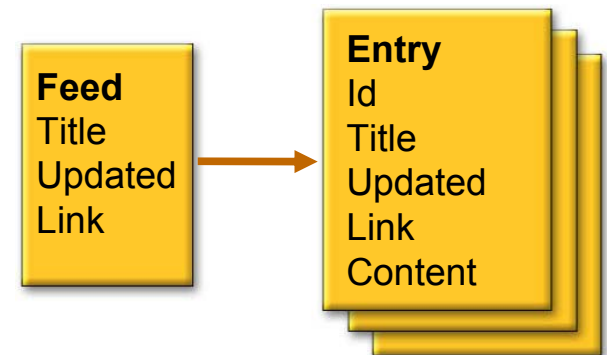 Feed
Title
Updated
Link
Entry
Id
Title
Updated
Link
Content